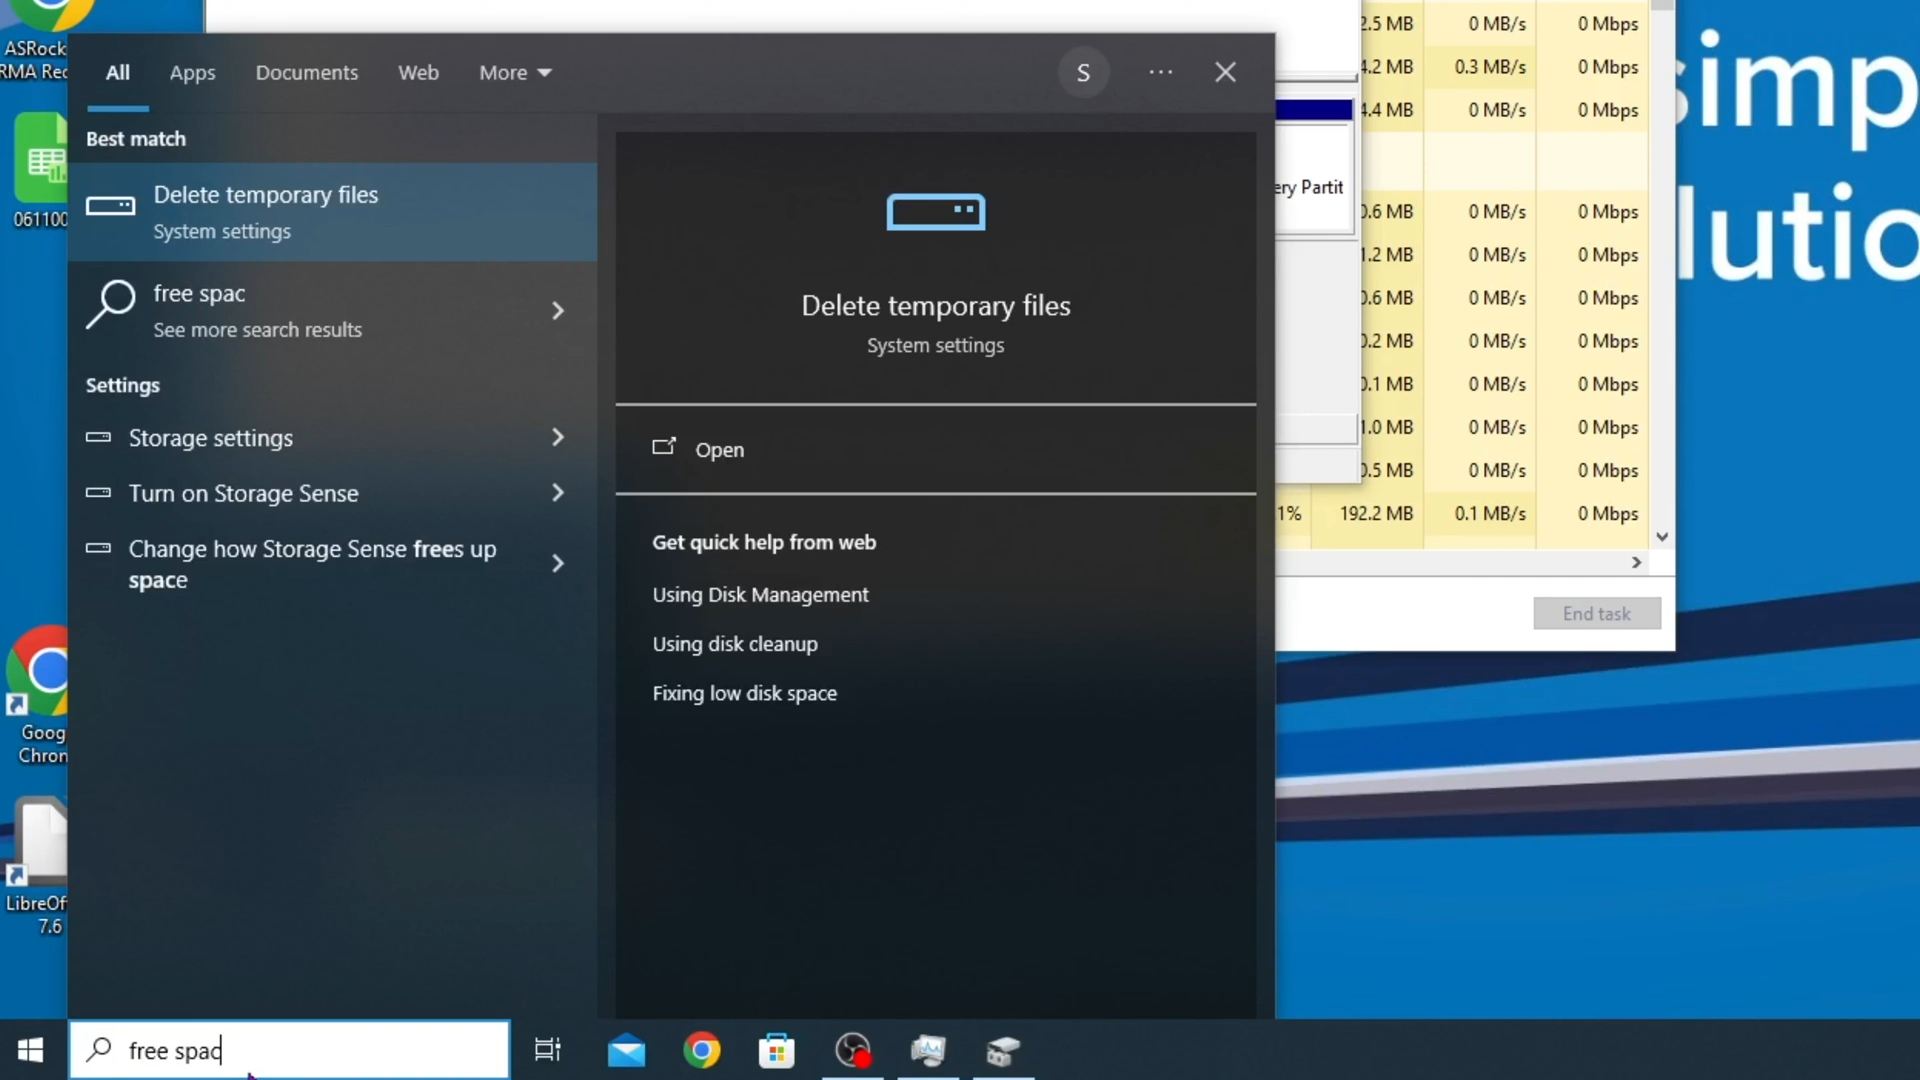 ASRock
RMA Rec
061100
Goog
Chrom
LibreOf
7.6
All
Apps
Documents
Web
More
S
Best match
Delete temporary files
System settings
free spac
See more search results
Settings
Storage settings
Turn on Storage Sense
Change how Storage Sense frees up
space
Delete temporary files
System settings
Open
Get quick help from web
Using Disk Management
Using disk cleanup
Fixing low disk space
2.5 MB 0 MB/s 0 Mbps
4.2 MB 0.3 MB/s 0 Mbps
4.4 MB 0 MB/s 0 Mbps
ery Partit
0.6 MB 0 MB/s 0 Mbps
1.2 MB 0 MB/s 0 Mbps
0.6 MB 0 MB/s 0 Mbps
0.2 MB 0 MB/s 0 Mbps
0.1 MB 0 MB/s 0 Mbps
1.0 MB 0 MB/s 0 Mbps
0.5 MB 0 MB/s 0 Mbps
1% 192.2 MB 0.1 MB/s 0 Mbps
End task
simp
lutio
free spac